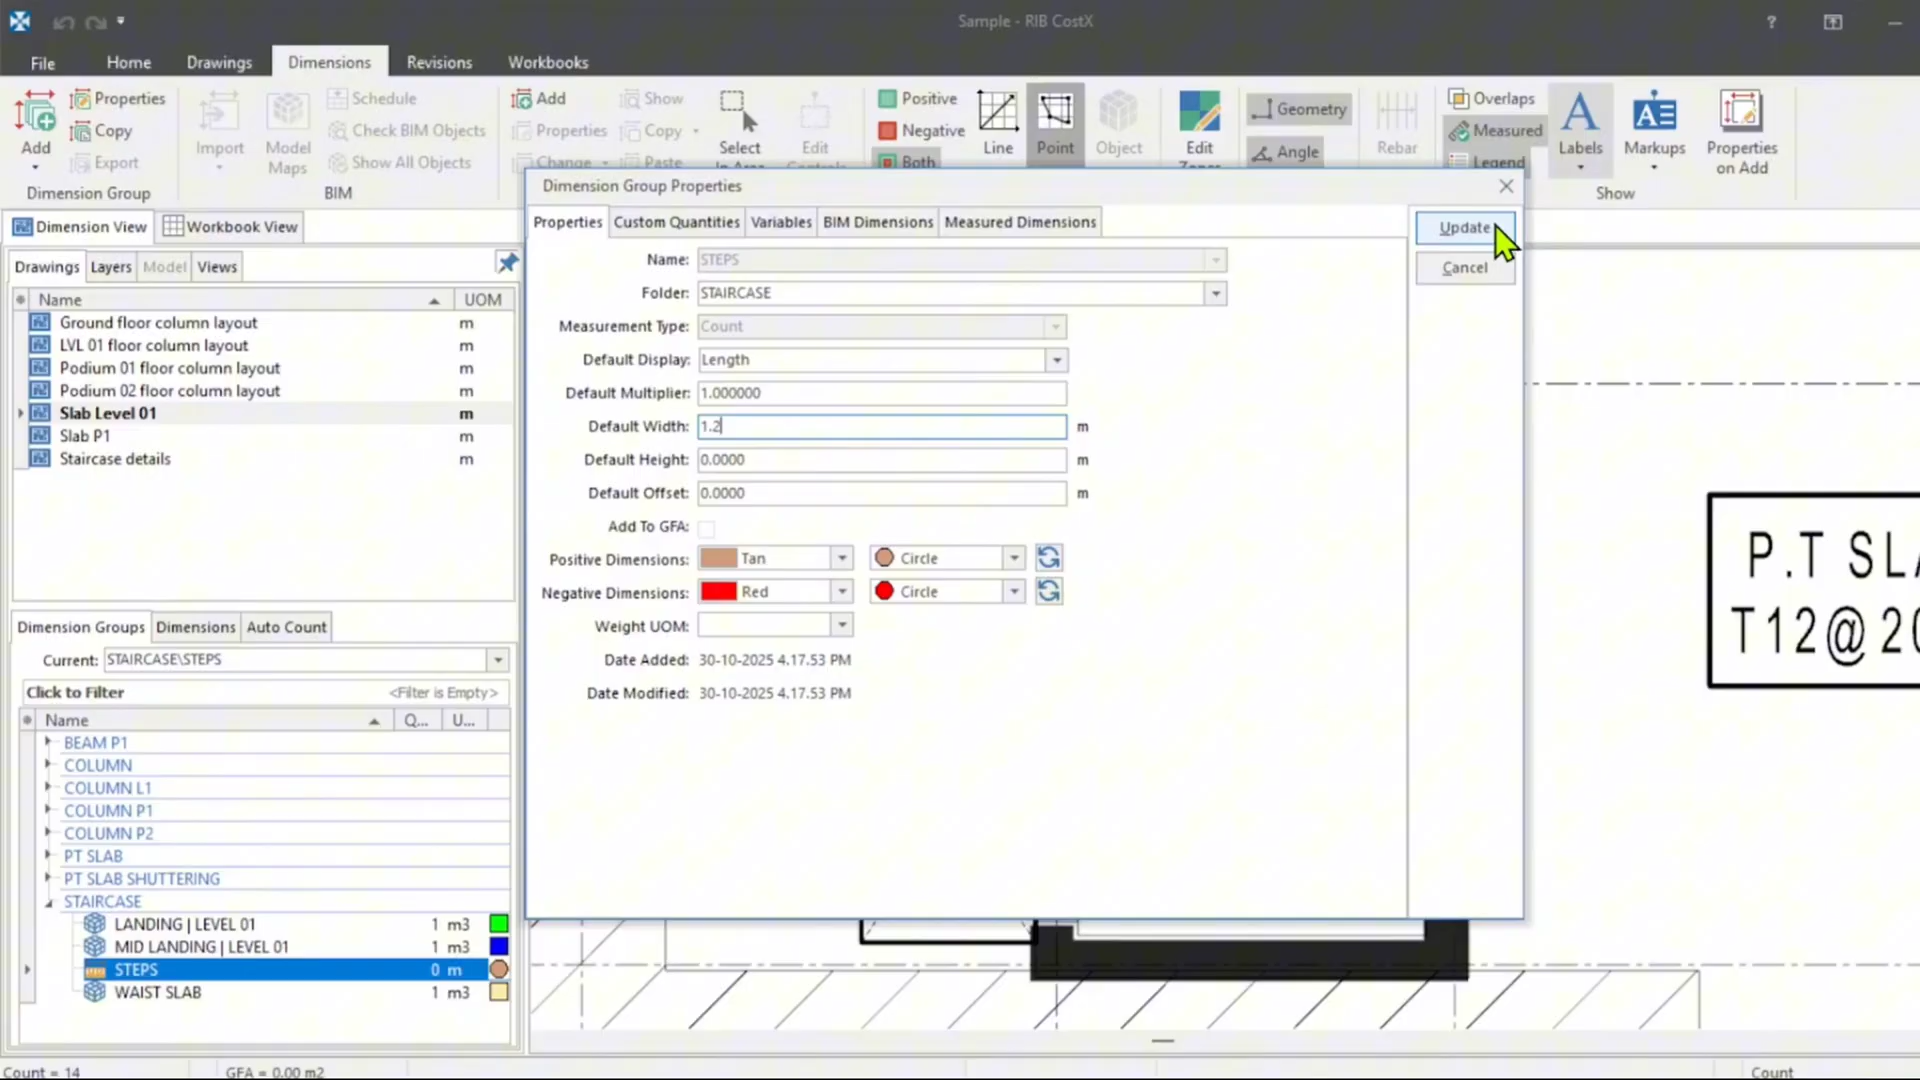 Sample - RIB CostX
?
File Home Drawings Dimensions Revisions Workbooks
Add
Properties
Copy
Export
Dimension Group
Import
Model Maps
Schedule
Check BIM Objects
Show All Objects
BIM
Add
Properties
Change
Show
Copy
Paste
Select
Edit
Positive
Negative
Both
Line
Point
Object
Edit
Geometry
Angle
Rebar
Overlaps
Measured
Legend
Labels
Markups
Properties on Add
Show
Dimension View Workbook View
Drawings Layers Model Views
Name UOM
Ground floor column layout m
LVL 01 floor column layout m
Podium 01 floor column layout m
Podium 02 floor column layout m
Slab Level 01 m
Slab P1 m
Staircase details m
Dimension Groups Dimensions Auto Count
Current: STAIRCASE\STEPS
Click to Filter <Filter is Empty>
Name Q... U...
BEAM P1
COLUMN
COLUMN L1
COLUMN P1
COLUMN P2
PT SLAB
PT SLAB SHUTTERING
STAIRCASE
LANDING | LEVEL 01 1 m3
MID LANDING | LEVEL 01 1 m3
STEPS 0 m
WAIST SLAB 1 m3
Dimension Group Properties
Properties Custom Quantities Variables BIM Dimensions Measured Dimensions
Update
Cancel
Name: STEPS
Folder: STAIRCASE
Measurement Type: Count
Default Display: Length
Default Multiplier: 1.000000
Default Width: 1.2 m
Default Height: 0.0000 m
Default Offset: 0.0000 m
Add To GFA:
Positive Dimensions: Tan Circle
Negative Dimensions: Red Circle
Weight UOM:
Date Added: 30-10-2025 4.17.53 PM
Date Modified: 30-10-2025 4.17.53 PM
P.T SLA
T12@20
Count = 14 GFA = 0.00 m2 Count